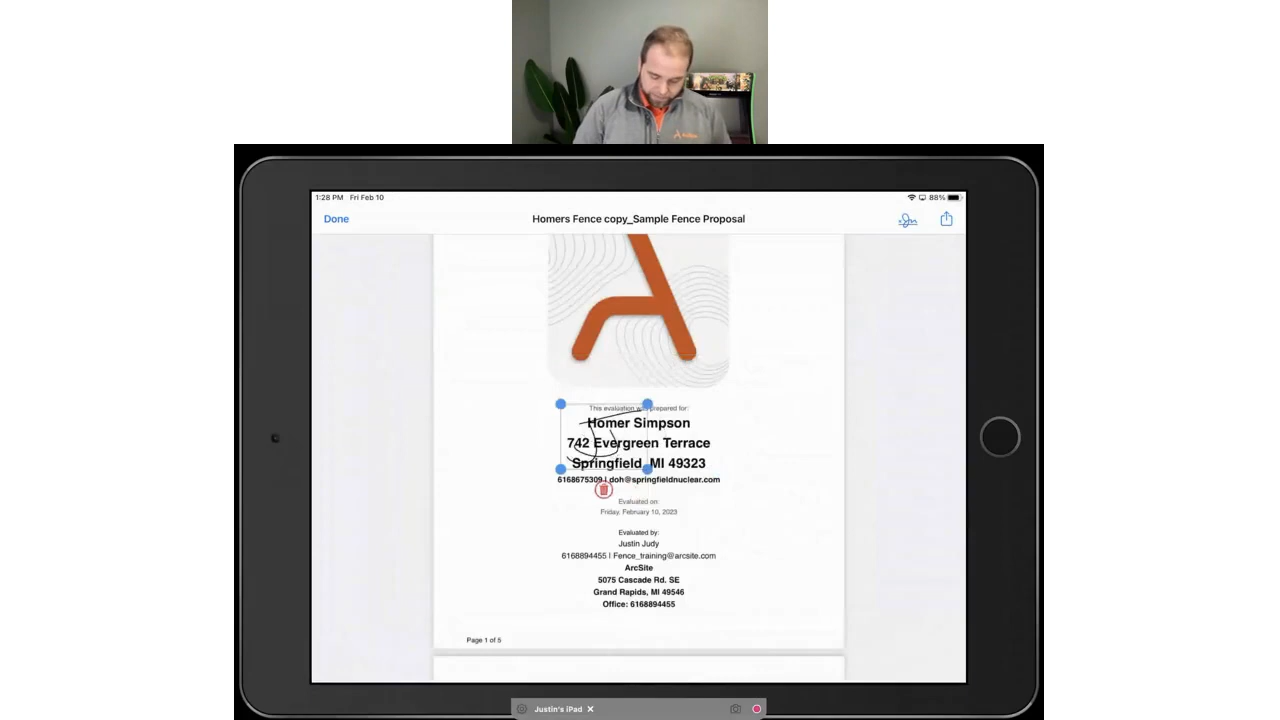 1:28 PM Fri Feb 10
88%
Done
Homers Fence copy_Sample Fence Proposal
This evaluation was prepared for:
Homer Simpson
742 Evergreen Terrace
Springfield, MI 49323
6168675309 | doh@springfieldnuclear.com
Evaluated on:
Friday, February 10, 2023
Evaluated by:
Justin Judy
6168894455 | Fence_training@arcsite.com
ArcSite
5075 Cascade Rd. SE
Grand Rapids, MI 49546
Office: 6168894455
Page 1 of 5
Justin's iPad